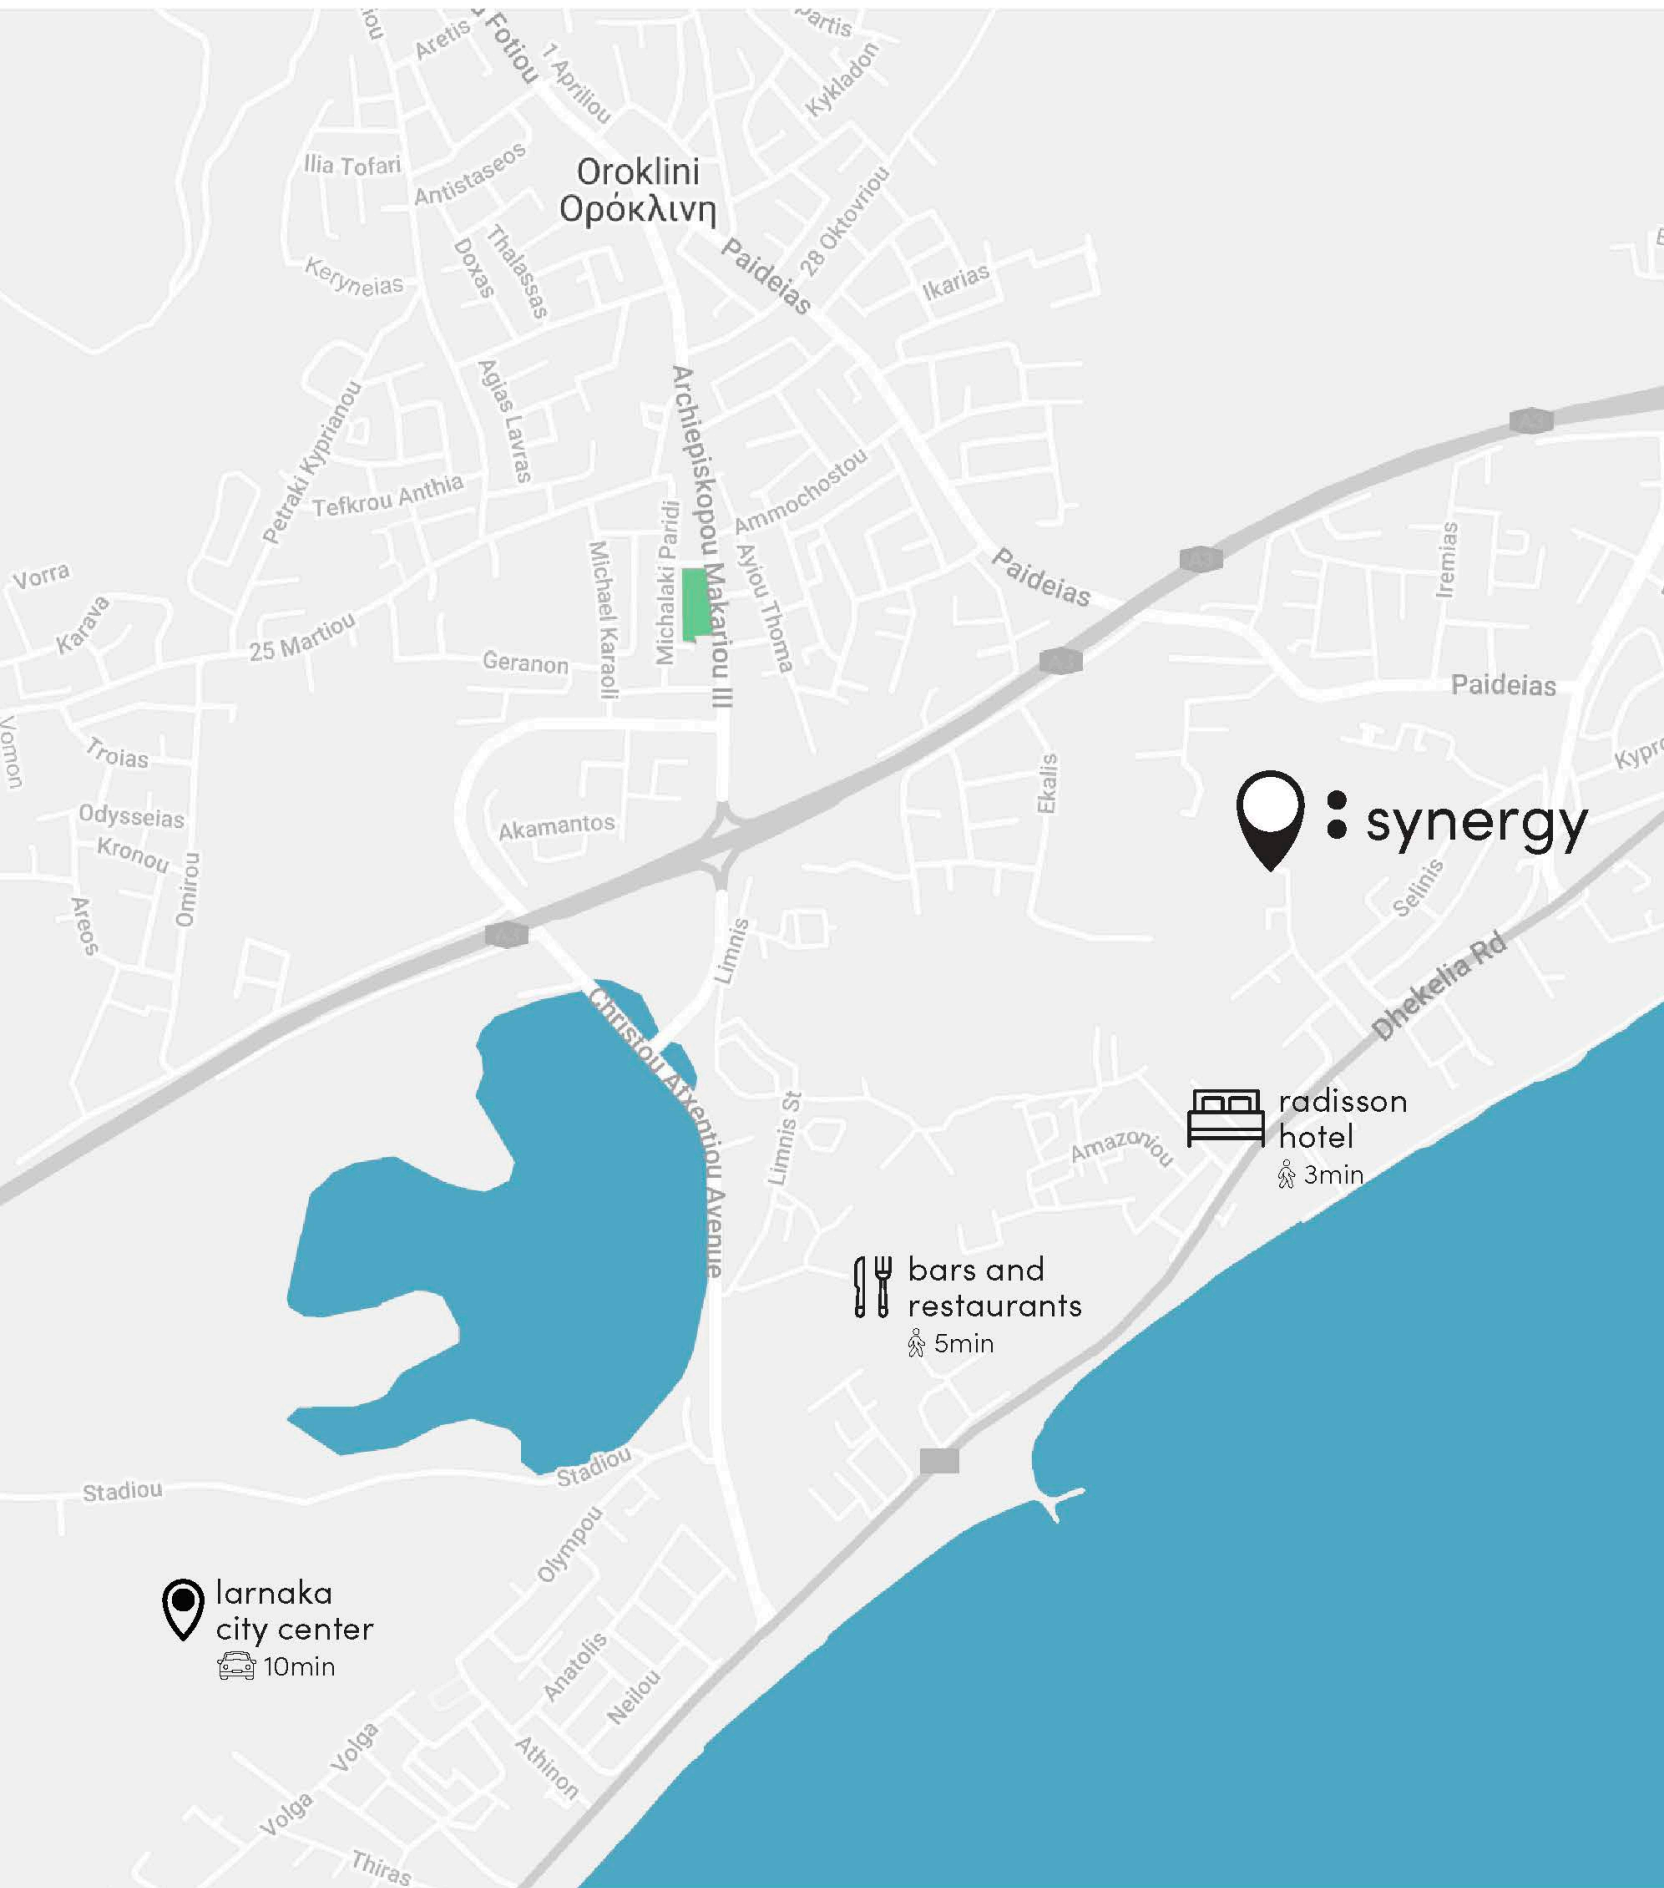 Aretis
Fotiou
1 Apriliou
Kykladon
Ilia Tofari
Antistaseos
Oroklini
Ορόκλινη
28 Oktovriou
Paideias
Thalassas
Doxas
Keryneias
Ikarias
Agias Lavras
Archiepiskopou Makariou III
Petraki Kyprianou
Tefkrou Anthia
Ammochostou
Michalaki Paridi
Michael Karaoli
Ayiou Thoma
Paideias
Iremias
Vorra
Karava
25 Martiou
Geranon
Paideias
Vomon
Troias
Ekalis
Odysseias
Akamantos
: synergy
Kronou
Omirou
Areos
Selinis
Limnis
Dhekelia Rd
Christou Afxentiou Avenue
Limnis St
Amazoniou
radisson
hotel
3min
bars and
restaurants
5min
Stadiou
Stadiou
Olympou
larnaka
city center
10min
Anatolis
Neilou
Volga
Athinon
Volga
Thiras